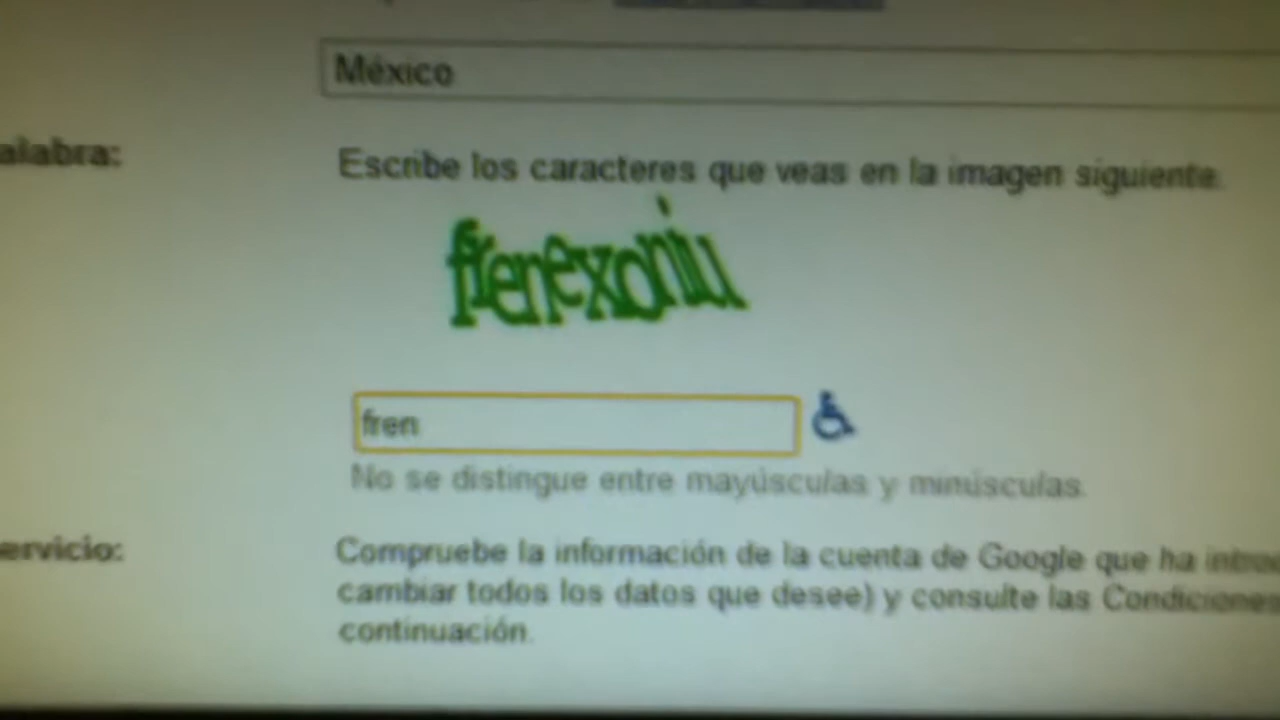 México
alabra:
Escribe los caracteres que veas en la imagen siguiente.
frenexoniu
fren
No se distingue entre mayúsculas y minúsculas.
ervicio:
Compruebe la información de la cuenta de Google que ha
cambiar todos los datos que desee) y consulte las Condiciones
continuación.